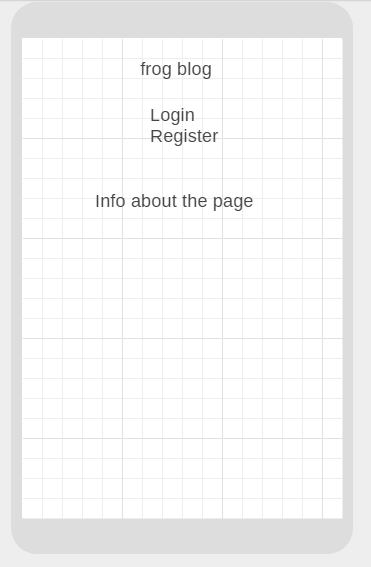 frog blog
Login
Register
Info about the page